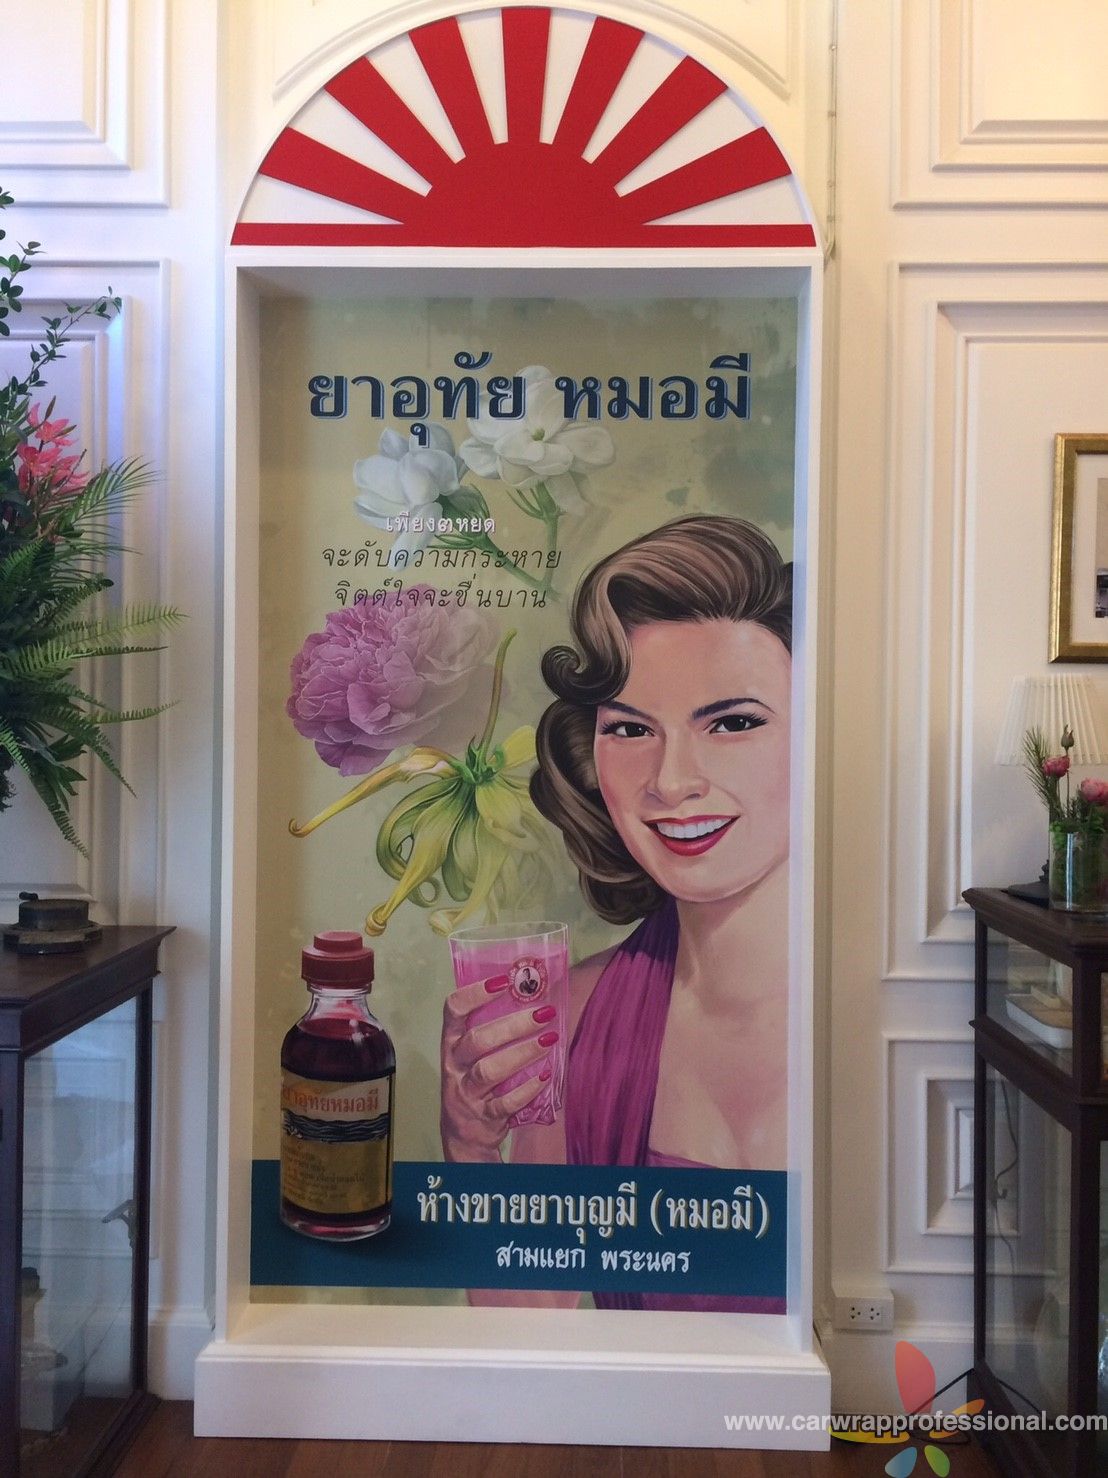 ยาอุทัย หมอมี
เพียง๓หยด
จะดับความกระหาย
จิตต์ใจจะชื่นบาน
ยาอุทัยหมอมี
ห้างขายยาบุญมี (หมอมี)
สามแยก พระนคร
www.carwrapprofessional.com